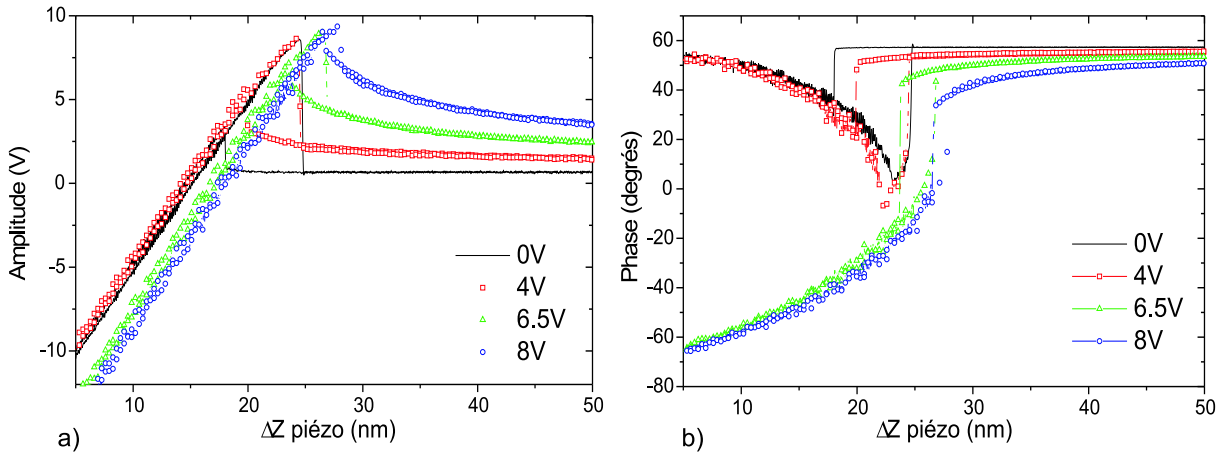 10
5
0
-5
-10
Amplitude (V)
10 20 30 40 50
ΔZ piézo (nm)
0V
4V
6.5V
8V
a)
60
40
20
0
-20
-40
-60
-80
Phase (degrés)
10 20 30 40 50
ΔZ piézo (nm)
0V
4V
6.5V
8V
b)